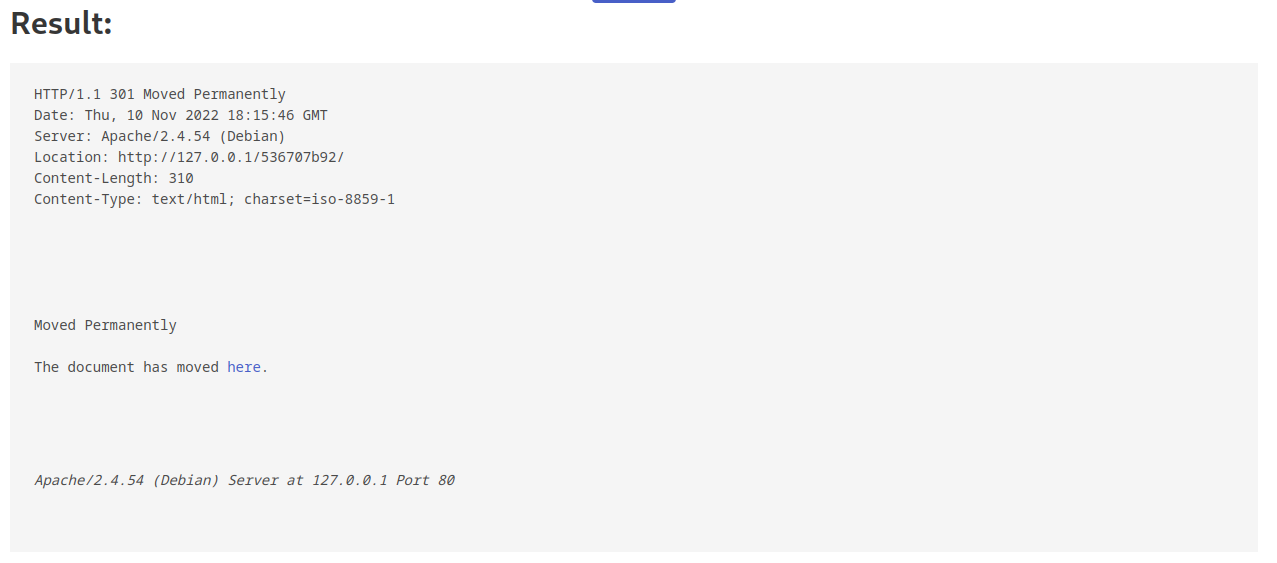 Result:
HTTP/1.1 301 Moved Permanently
Date: Thu, 10 Nov 2022 18:15:46 GMT
Server: Apache/2.4.54 (Debian)
Location: http://127.0.0.1/536707b92/
Content-Length: 310
Content-Type: text/html; charset=iso-8859-1
Moved Permanently
The document has moved here.
Apache/2.4.54 (Debian) Server at 127.0.0.1 Port 80